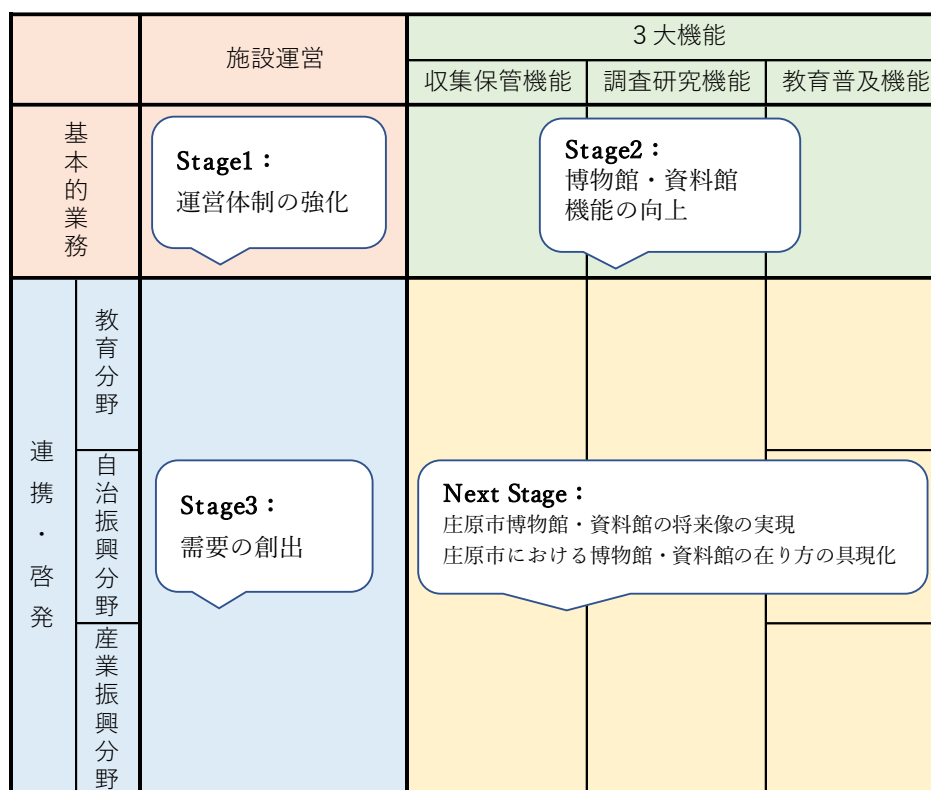 施設運営
3大機能
収集保管機能
調査研究機能
教育普及機能
基本的業務
Stage1：
運営体制の強化
Stage2：
博物館・資料館
機能の向上
連携・啓発
教育分野
自治振興分野
産業振興分野
Stage3：
需要の創出
Next Stage：
庄原市博物館・資料館の将来像の実現
庄原市における博物館・資料館の在り方の具現化